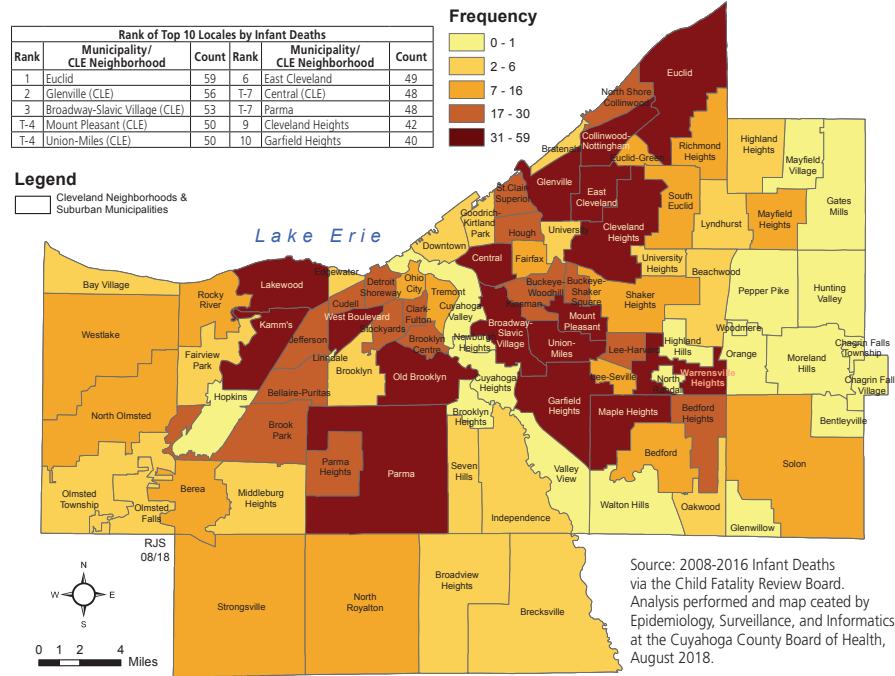 Rank of Top 10 Locales by Infant Deaths
Rank Municipality/ CLE Neighborhood Count Rank Municipality/ CLE Neighborhood Count
1 Euclid 59 6 East Cleveland 49
2 Glenville (CLE) 56 T-7 Central (CLE) 48
3 Broadway-Slavic Village (CLE) 53 T-7 Parma 48
T-4 Mount Pleasant (CLE) 50 9 Cleveland Heights 42
T-4 Union-Miles (CLE) 50 10 Garfield Heights 40
Frequency
0 - 1
2 - 6
7 - 16
17 - 30
31 - 59
Legend
Cleveland Neighborhoods &
Suburban Municipalities
Lake Erie
Euclid
North Shore
Collinwood
Collinwood-
Nottingham
Bratenahl
Euclid-Green
Richmond
Heights
Highland
Heights
Mayfield
Village
Gates
Mills
Glenville
St.Clair-
Superior
East
Cleveland
South
Euclid
Lyndhurst
Mayfield
Heights
Goodrich-
Kirtland
Park
Hough
University
Cleveland
Heights
Downtown
Central
Fairfax
University
Heights
Beachwood
Pepper Pike
Hunting
Valley
Bay Village
Lakewood
Edgewater
Detroit
Shoreway
Ohio
City
Tremont
Cuyahoga
Valley
Buckeye-
Woodhill
Buckeye-
Shaker
Square
Shaker
Heights
Rocky
River
Cudell
Clark-
Fulton
Kinsman
Mount
Pleasant
Westlake
Kamm's
West Boulevard
Stockyards
Jefferson
Brooklyn
Centre
Newburgh
Heights
Broadway-
Slavic
Village
Union-
Miles
Lee-Harvard
Highland
Hills
Woodmere
Orange
Moreland
Hills
Chagrin Falls
Township
Chagrin Fall
Village
Fairview
Park
Linndale
Brooklyn
Old Brooklyn
Cuyahoga
Heights
Lee-Seville
North
Randall
Warrensville
Heights
Hopkins
Bellaire-Puritas
Garfield
Heights
Maple Heights
Bedford
Heights
Bentleyville
North Olmsted
Brook
Park
Brooklyn
Heights
Parma
Heights
Parma
Seven
Hills
Valley
View
Bedford
Solon
Olmsted
Township
Olmsted
Falls
Berea
Middleburg
Heights
Independence
Walton Hills
Oakwood
Glenwillow
RJS
08/18
Strongsville
North
Royalton
Broadview
Heights
Brecksville
N
W E
S
0 1 2 4
Miles
Source: 2008-2016 Infant Deaths
via the Child Fatality Review Board.
Analysis performed and map ceated by
Epidemiology, Surveillance, and Informatics
at the Cuyahoga County Board of Health,
August 2018.